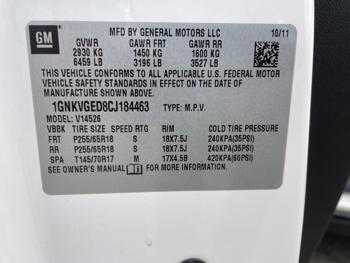 GM
MFD BY GENERAL MOTORS LLC 10/11
GVWR GAWR FRT GAWR RR
2930 KG 1450 KG 1600 KG
6459 LB 3196 LB 3527 LB
THIS VEHICLE CONFORMS TO ALL APPLICABLE U.S. FEDERAL MOTOR
VEHICLE SAFETY STANDARDS IN EFFECT ON THE DATE OF
MANUFACTURE SHOWN ABOVE.
1GNKVGED8CJ184463 TYPE: M.P.V.
MODEL: V14526
VBBK TIRE SIZE SPEED RTG RIM COLD TIRE PRESSURE
FRT P255/65R18 S 18X7.5J 240KPA(35PSI)
RR P255/65R18 S 18X7.5J 240KPA(35PSI)
SPA T145/70R17 M 17X4.5B 420KPA(60PSI)
SEE OWNER'S MANUAL FOR MORE INFORMATION.